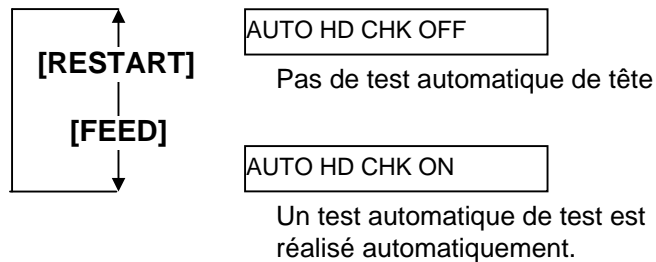 AUTO HD CHK OFF
[RESTART]
Pas de test automatique de tête
[FEED]
AUTO HD CHK ON
Un test automatique de test est
réalisé automatiquement.